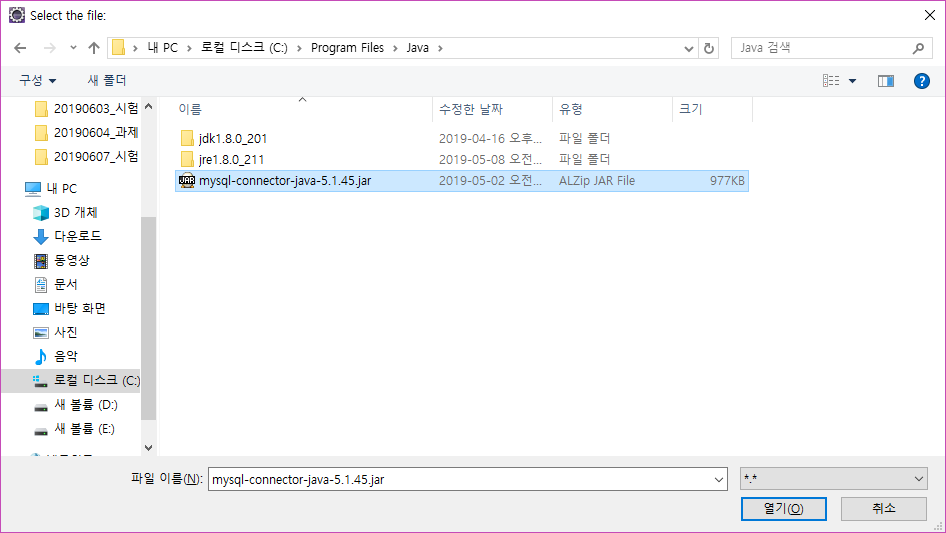 Select the file:
내 PC › 로컬 디스크 (C:) › Program Files › Java ›
Java 검색
구성 새 폴더
20190603_시험
20190604_과제
20190607_시험
내 PC
3D 개체
다운로드
동영상
문서
바탕 화면
사진
음악
로컬 디스크 (C:)
새 볼륨 (D:)
새 볼륨 (E:)
이름 수정한 날짜 유형 크기
jdk1.8.0_201 2019-04-16 오후... 파일 폴더
jre1.8.0_211 2019-05-08 오전... 파일 폴더
mysql-connector-java-5.1.45.jar 2019-05-02 오전... ALZip JAR File 977KB
파일 이름(N): mysql-connector-java-5.1.45.jar *.*
열기(O) 취소